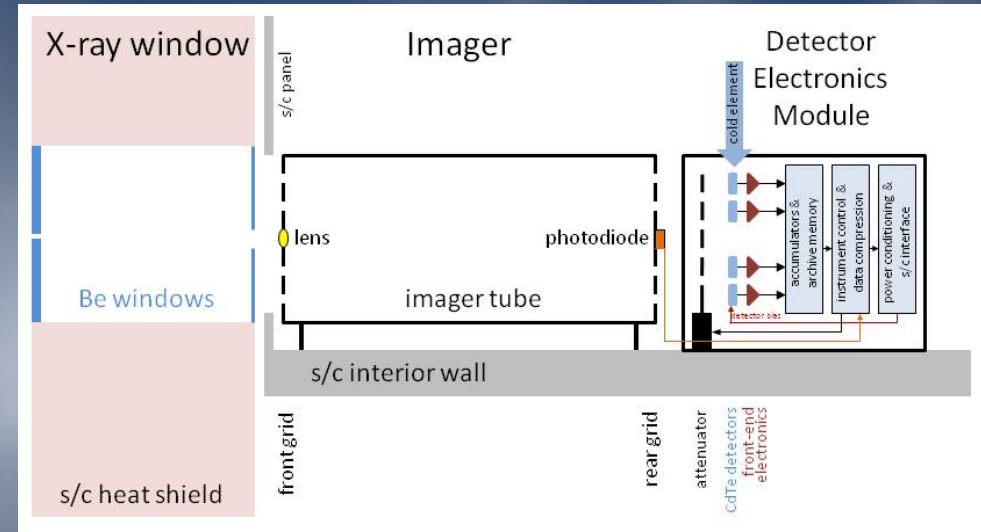 X-ray window
Imager
Detector
Electronics
Module
s/c panel
cold element
lens
photodiode
accumulators &
archive memory
instrument control &
data compression
power conditioning &
s/c interface
Be windows
imager tube
detector bias
s/c interior wall
front grid
rear grid
attenuator
CdTe detectors
front-end
electronics
s/c heat shield